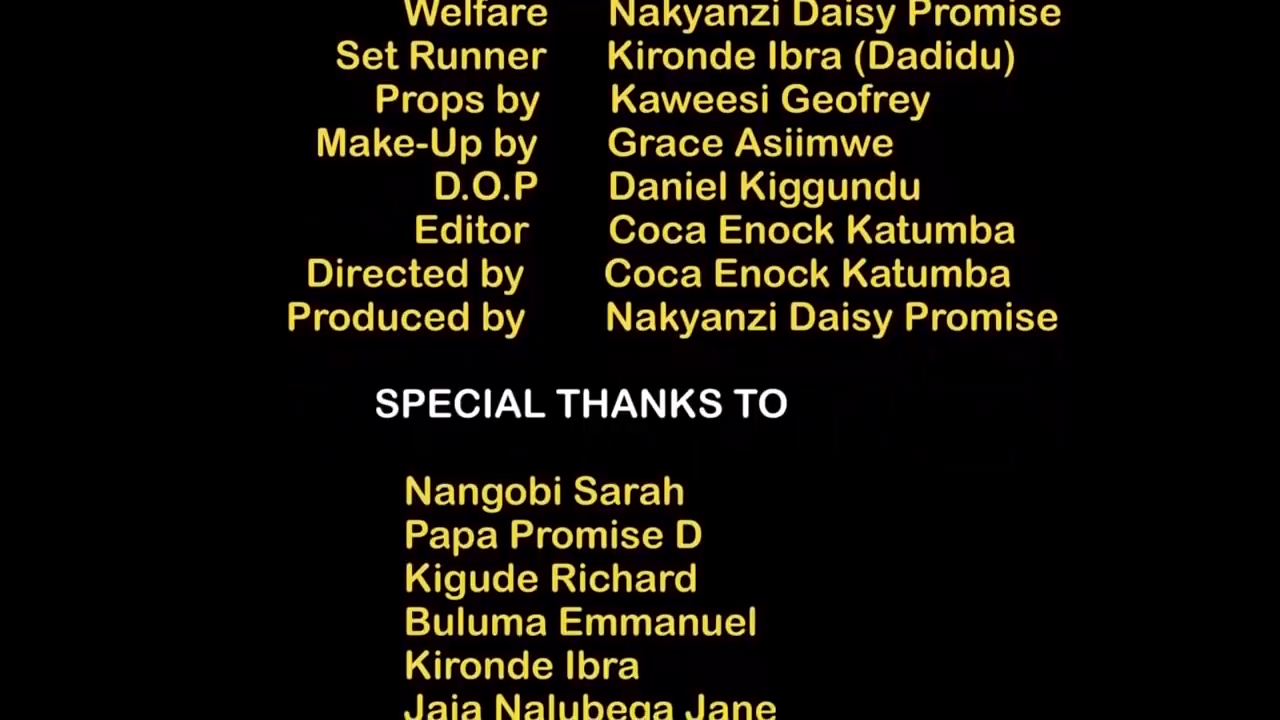 Welfare Nakyanzi Daisy Promise
Set Runner Kironde Ibra (Dadidu)
Props by Kaweesi Geofrey
Make-Up by Grace Asiimwe
D.O.P Daniel Kiggundu
Editor Coca Enock Katumba
Directed by Coca Enock Katumba
Produced by Nakyanzi Daisy Promise
SPECIAL THANKS TO
Nangobi Sarah
Papa Promise D
Kigude Richard
Buluma Emmanuel
Kironde Ibra
Jaja Nalubega Jane